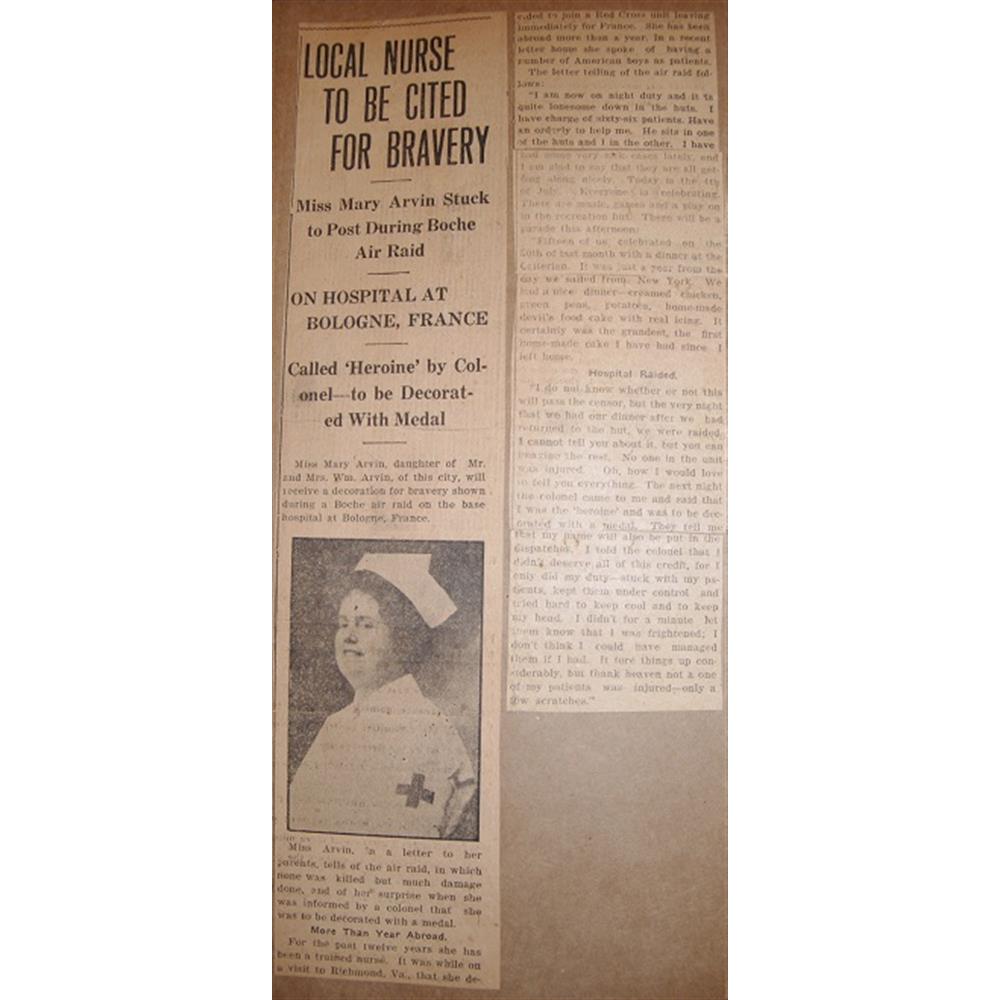 LOCAL NURSE
TO BE CITED
FOR BRAVERY
Miss Mary Arvin Stuck
to Post During Boche
Air Raid
ON HOSPITAL AT
BOLOGNE, FRANCE
Called 'Heroine' by Col-
onel—to be Decorat-
ed With Medal
Miss Mary Arvin, daughter of Mr.
and Mrs. Wm. Arvin, of this city, will
receive a decoration for bravery shown
during a Boche air raid on the base
hospital at Bologne, France.
Miss Arvin, in a letter to her
parents, tells of the air raid, in which
none was killed but much damage
done, and of her surprise when she
was informed by a colonel that she
was to be decorated with a medal.
More Than Year Abroad.
For the past twelve years she has
been a trained nurse. It was while on
a visit to Richmond, Va., that she de-
cided to join a Red Cross unit leaving
immediately for France. She has been
abroad more than a year. In a recent
letter home she spoke of having a
number of American boys as patients.
The letter telling of the air raid fol-
lows:
"I am now on night duty and it is
quite lonesome down in the huts. I
have charge of sixty-six patients. Have
an orderly to help me. He sits in one
of the huts and I in the other. I have
had some very sick cases lately, and
I am glad to say that they are all get-
ting along nicely. Today is the 4th
of July. Everyone is celebrating.
There are music, games and a play on
in the recreation hut. There will be a
parade this afternoon.
"Fifteen of us celebrated on the
of last month with a dinner at the
Criterion. It was just a year from the
day we sailed from New York. We
had a nice dinner—creamed chicken,
green peas, potatoes, home-made
devil's food cake with real icing. It
certainly was the grandest, the first
home-made cake I have had since I
left home.
Hospital Raided.
"I do not know whether or not this
will pass the censor, but the very night
that we had our dinner after we had
returned to the hut, we were raided.
I cannot tell you about it, but you can
imagine the rest. No one in the unit
was injured. Oh, how I would love
to tell you everything. The next night
the colonel came to me and said that
I was the 'heroine' and was to be dec-
orated with a medal. They tell me
that my name will also be put in the
dispatches. I told the colonel that I
didn't deserve all of this credit, for I
only did my duty—stuck with my pa-
tients, kept them under control and
tried hard to keep cool and to keep
my head. I didn't for a minute let
them know that I was frightened; I
don't think I could have managed
them if I had. It tore things up con-
siderably, but thank heaven not a one
of my patients was injured—only a
few scratches."